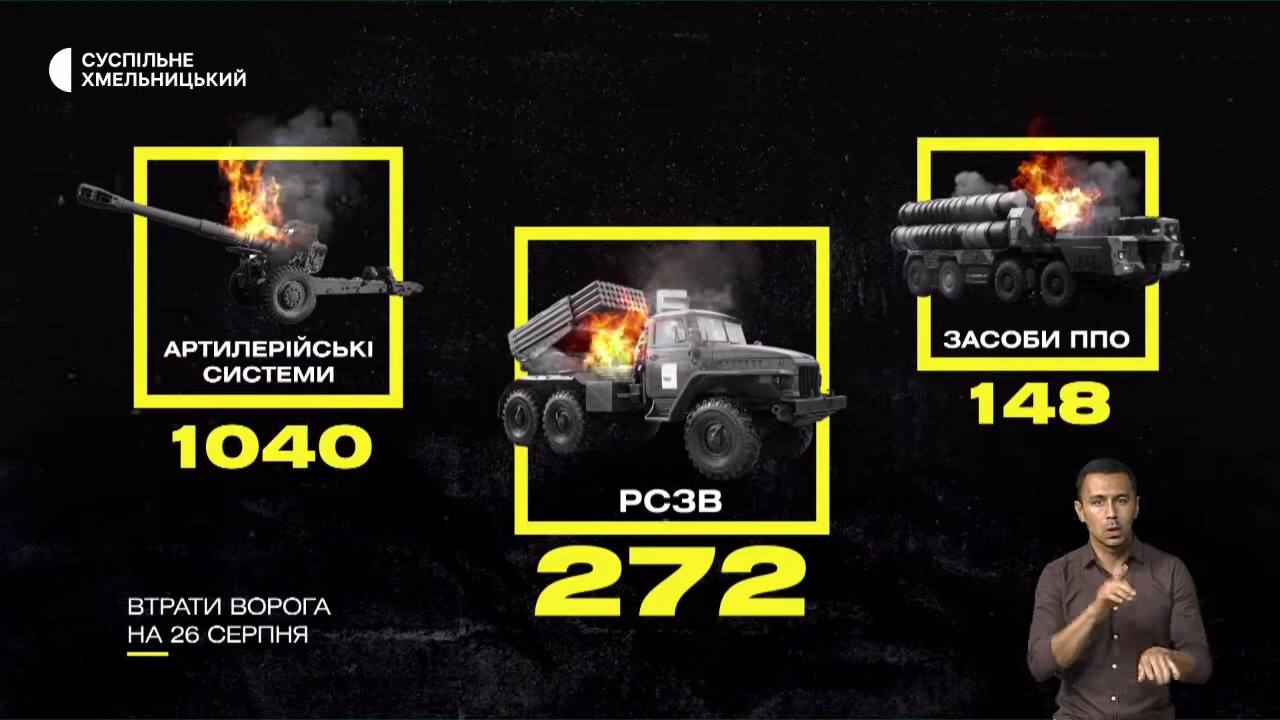 СУСПІЛЬНЕ
ХМЕЛЬНИЦЬКИЙ
АРТИЛЕРІЙСЬКІ
СИСТЕМИ
1040
РСЗВ
272
ЗАСОБИ ППО
148
ВТРАТИ ВОРОГА
НА 26 СЕРПНЯ